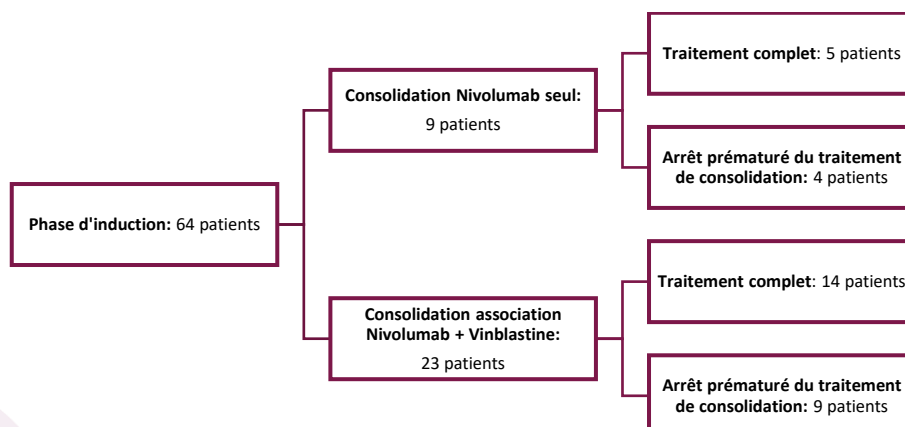 Phase d'induction: 64 patients
Consolidation Nivolumab seul:
9 patients
Traitement complet: 5 patients
Arrêt prématuré du traitement
de consolidation: 4 patients
Consolidation association
Nivolumab + Vinblastine:
23 patients
Traitement complet: 14 patients
Arrêt prématuré du traitement
de consolidation: 9 patients